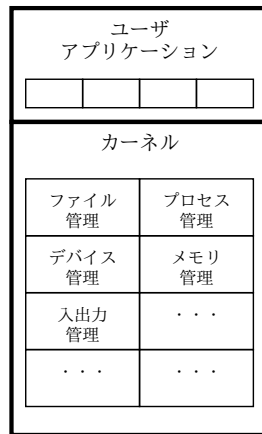 ユーザ
アプリケーション
カーネル
ファイル
管理
プロセス
管理
デバイス
管理
メモリ
管理
入出力
管理
・・・
・・・
・・・